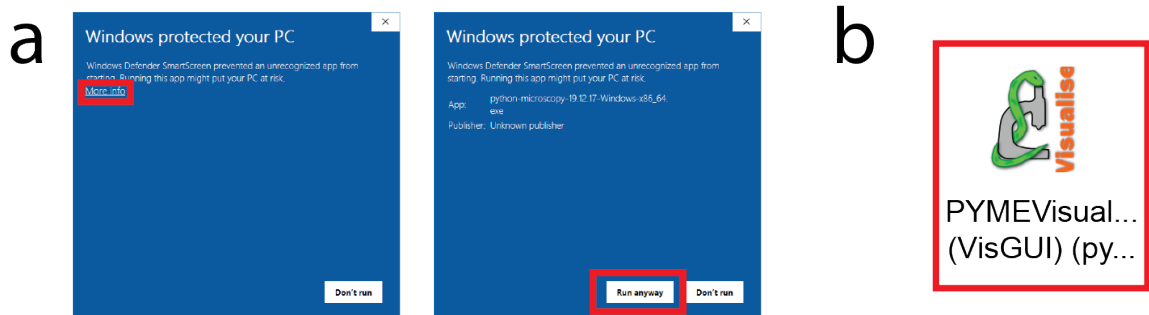 a
Windows protected your PC
Windows Defender SmartScreen prevented an unrecognized app from
starting. Running this app might put your PC at risk.
More info
Don't run
Windows protected your PC
Windows Defender SmartScreen prevented an unrecognized app from
starting. Running this app might put your PC at risk.
App: python-microscopy-19.12.17-Windows-x86_64.
exe
Publisher: Unknown publisher
Run anyway
Don't run
b
Visualise
PYMEVisual...
(VisGUI) (py...